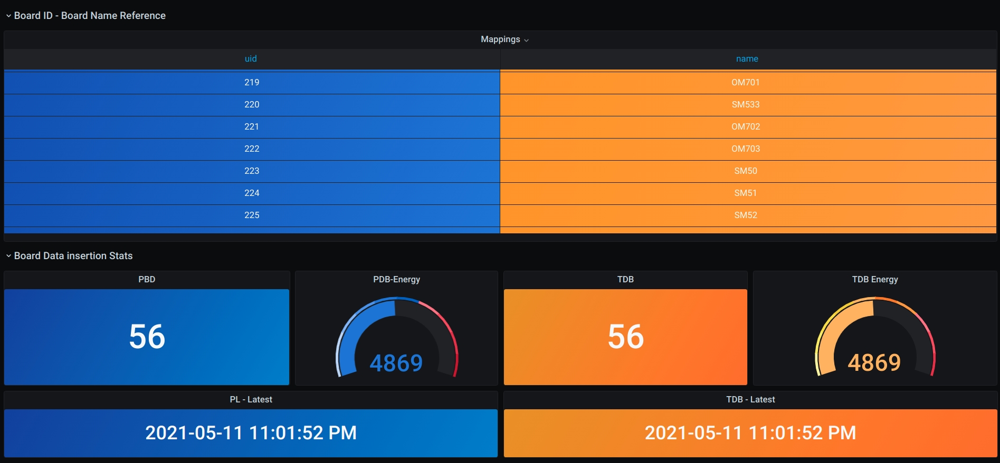 Board ID - Board Name Reference
Mappings
uid name
219 OM701
220 SM533
221 OM702
222 OM703
223 SM50
224 SM51
225 SM52
Board Data insertion Stats
PBD PDB-Energy TDB TDB Energy
56 4869 56 4869
PL - Latest TDB - Latest
2021-05-11 11:01:52 PM 2021-05-11 11:01:52 PM